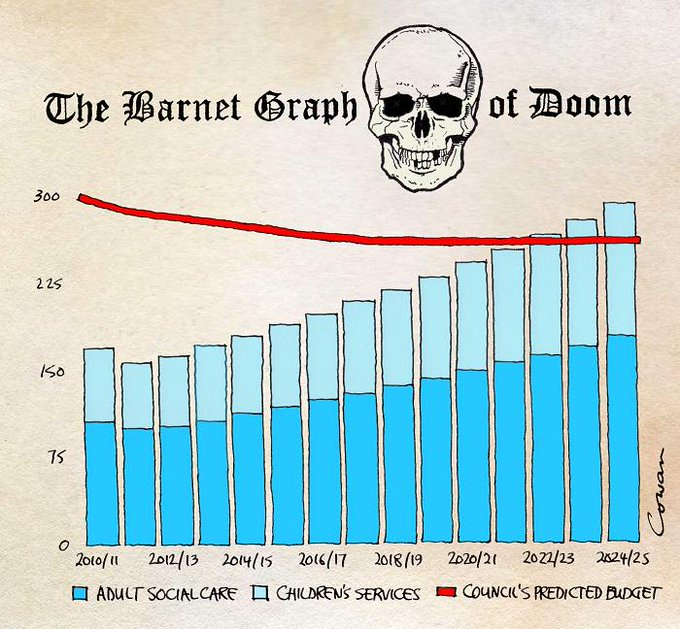 The Barnet Graph of Doom
300
225
150
75
0
2010/11 2012/13 2014/15 2016/17 2018/19 2020/21 2022/23 2024/25
ADULT SOCIAL CARE CHILDREN'S SERVICES COUNCIL'S PREDICTED BUDGET
Cowan